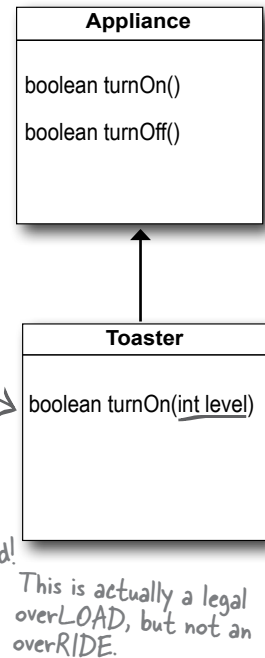 Appliance
boolean turnOn()
boolean turnOff()
Toaster
boolean turnOn(int level)
d!
This is actually a legal
overLOAD, but not an
overRIDE.